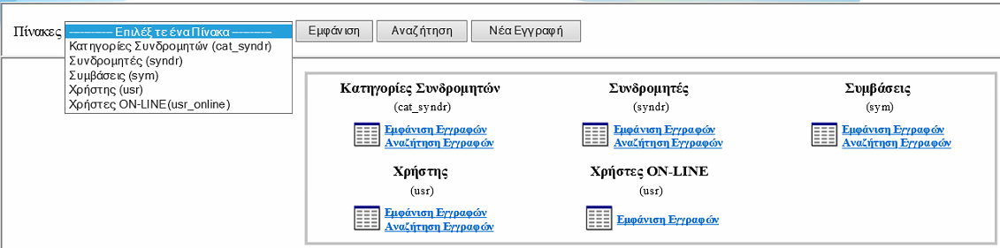 Πίνακες ---------- Επιλέξτε ένα Πίνακα ---------- Εμφάνιση Αναζήτηση Νέα Εγγραφή
Κατηγορίες Συνδρομητών (cat_syndr)
Συνδρομητές (syndr)
Συμβάσεις (sym)
Χρήστης (usr)
Χρήστες ON-LINE(usr_online)
Κατηγορίες Συνδρομητών
(cat_syndr)
Εμφάνιση Εγγραφών
Αναζήτηση Εγγραφών
Συνδρομητές
(syndr)
Εμφάνιση Εγγραφών
Αναζήτηση Εγγραφών
Συμβάσεις
(sym)
Εμφάνιση Εγγραφών
Αναζήτηση Εγγραφών
Χρήστης
(usr)
Εμφάνιση Εγγραφών
Αναζήτηση Εγγραφών
Χρήστες ON-LINE
(usr)
Εμφάνιση Εγγραφών